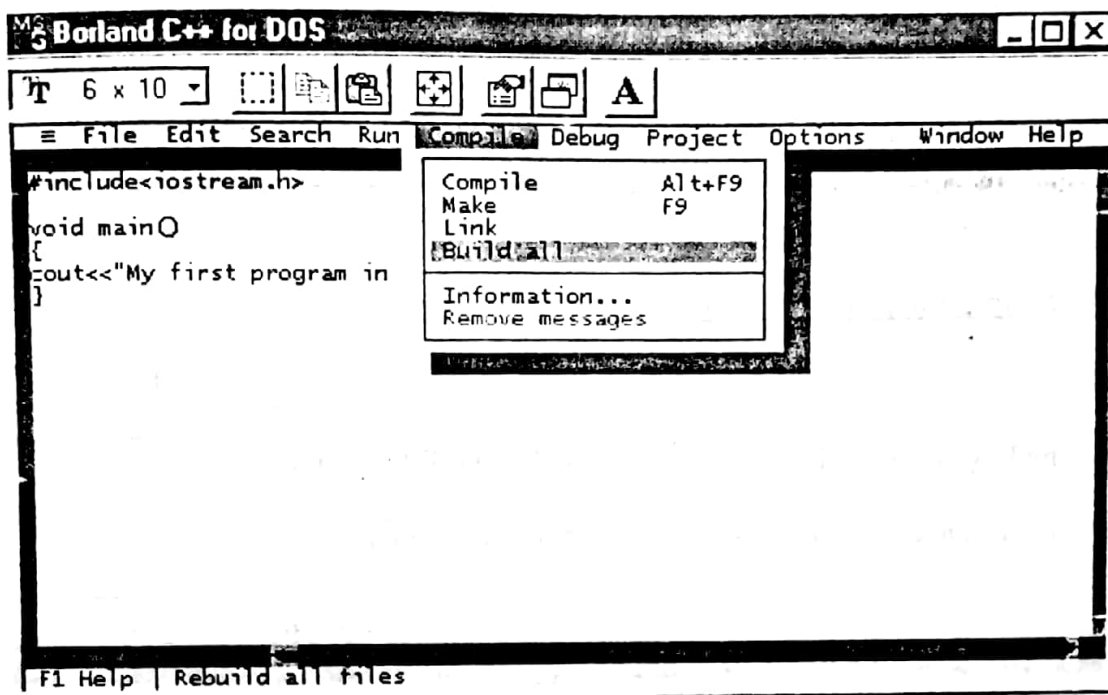 MS Borland C++ for DOS
Tr 6 x 10 A
≡ File Edit Search Run Compile Debug Project Options Window Help
#include<iostream.h>
void main()
{
cout<<"My first program in
}
Compile Alt+F9
Make F9
Link
Build all
Information...
Remove messages
F1 Help | Rebuild all files